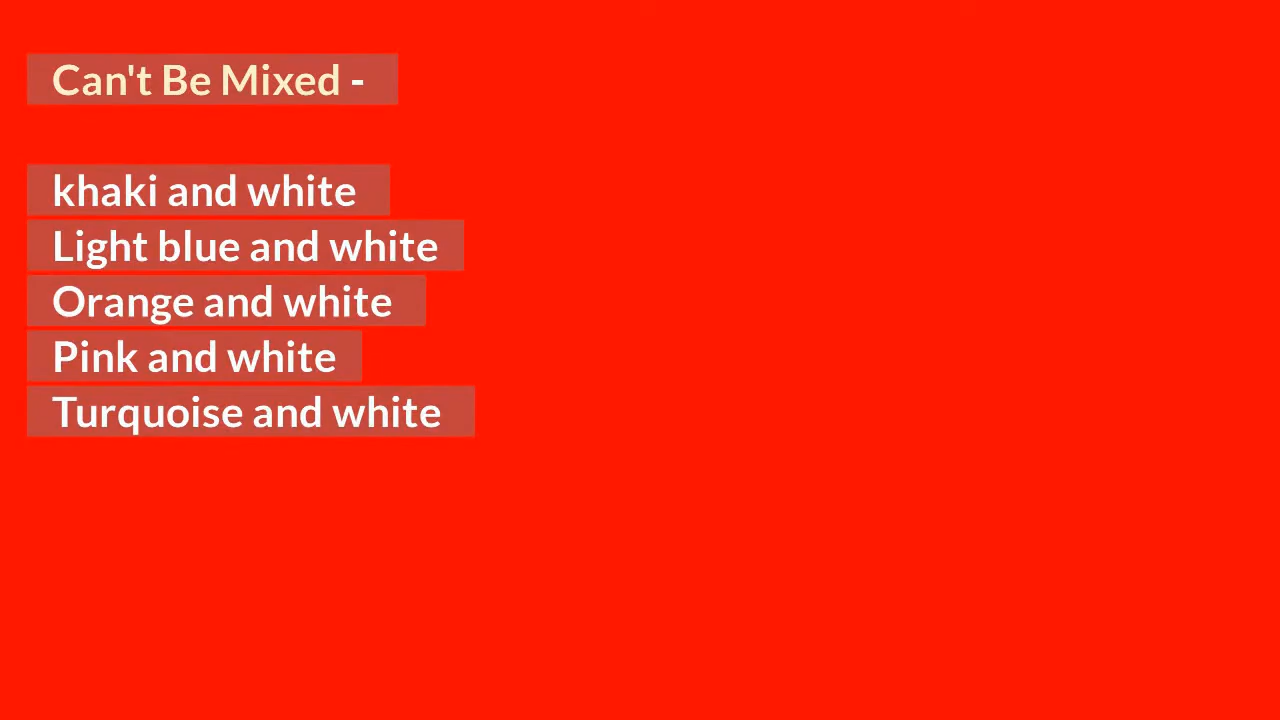 Can't Be Mixed -
khaki and white
Light blue and white
Orange and white
Pink and white
Turquoise and white